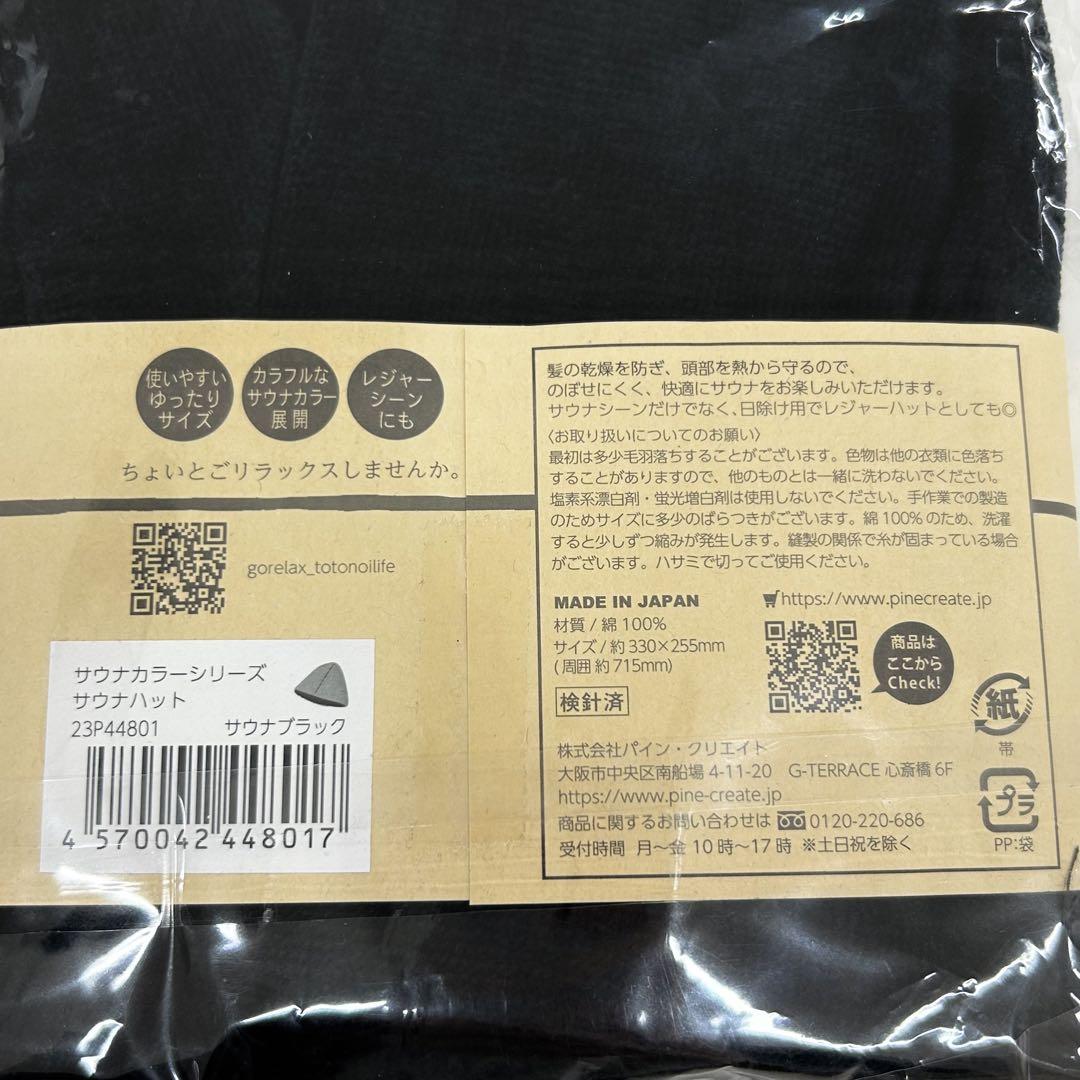 使いやすい
ゆったり
サイズ
カラフルな
サウナカラー
展開
レジャー
シーン
にも
ちょいとごリラックスしませんか。
gorelax_totonoilife
サウナカラーシリーズ
サウナハット
23P44801 サウナブラック
4 570042 448017
髪の乾燥を防ぎ、頭部を熱から守るので、
のぼせにくく、快適にサウナをお楽しみいただけます。
サウナシーンだけでなく、日除け用でレジャーハットとしても◎
〈お取り扱いについてのお願い〉
最初は多少毛羽落ちすることがございます。色物は他の衣類に色落ち
することがありますので、他のものとは一緒に洗わないでください。
塩素系漂白剤・蛍光増白剤は使用しないでください。手作業での製造
のためサイズに多少のばらつきがございます。綿100%のため、洗濯
すると少しずつ縮みが発生します。縫製の関係で糸が固まっている場合
がございます。ハサミで切ってご使用ください。
MADE IN JAPAN
材質/綿100%
サイズ/約330×255mm
(周囲 約715mm)
検針済
https://www.pinecreate.jp
商品は
ここから
Check!
株式会社パイン・クリエイト
大阪市中央区南船場 4-11-20 G-TERRACE 心斎橋 6F
https://www.pine-create.jp
商品に関するお問い合わせは 0120-220-686
受付時間 月〜金 10時〜17時 ※土日祝を除く
紙
帯
プラ
PP:袋